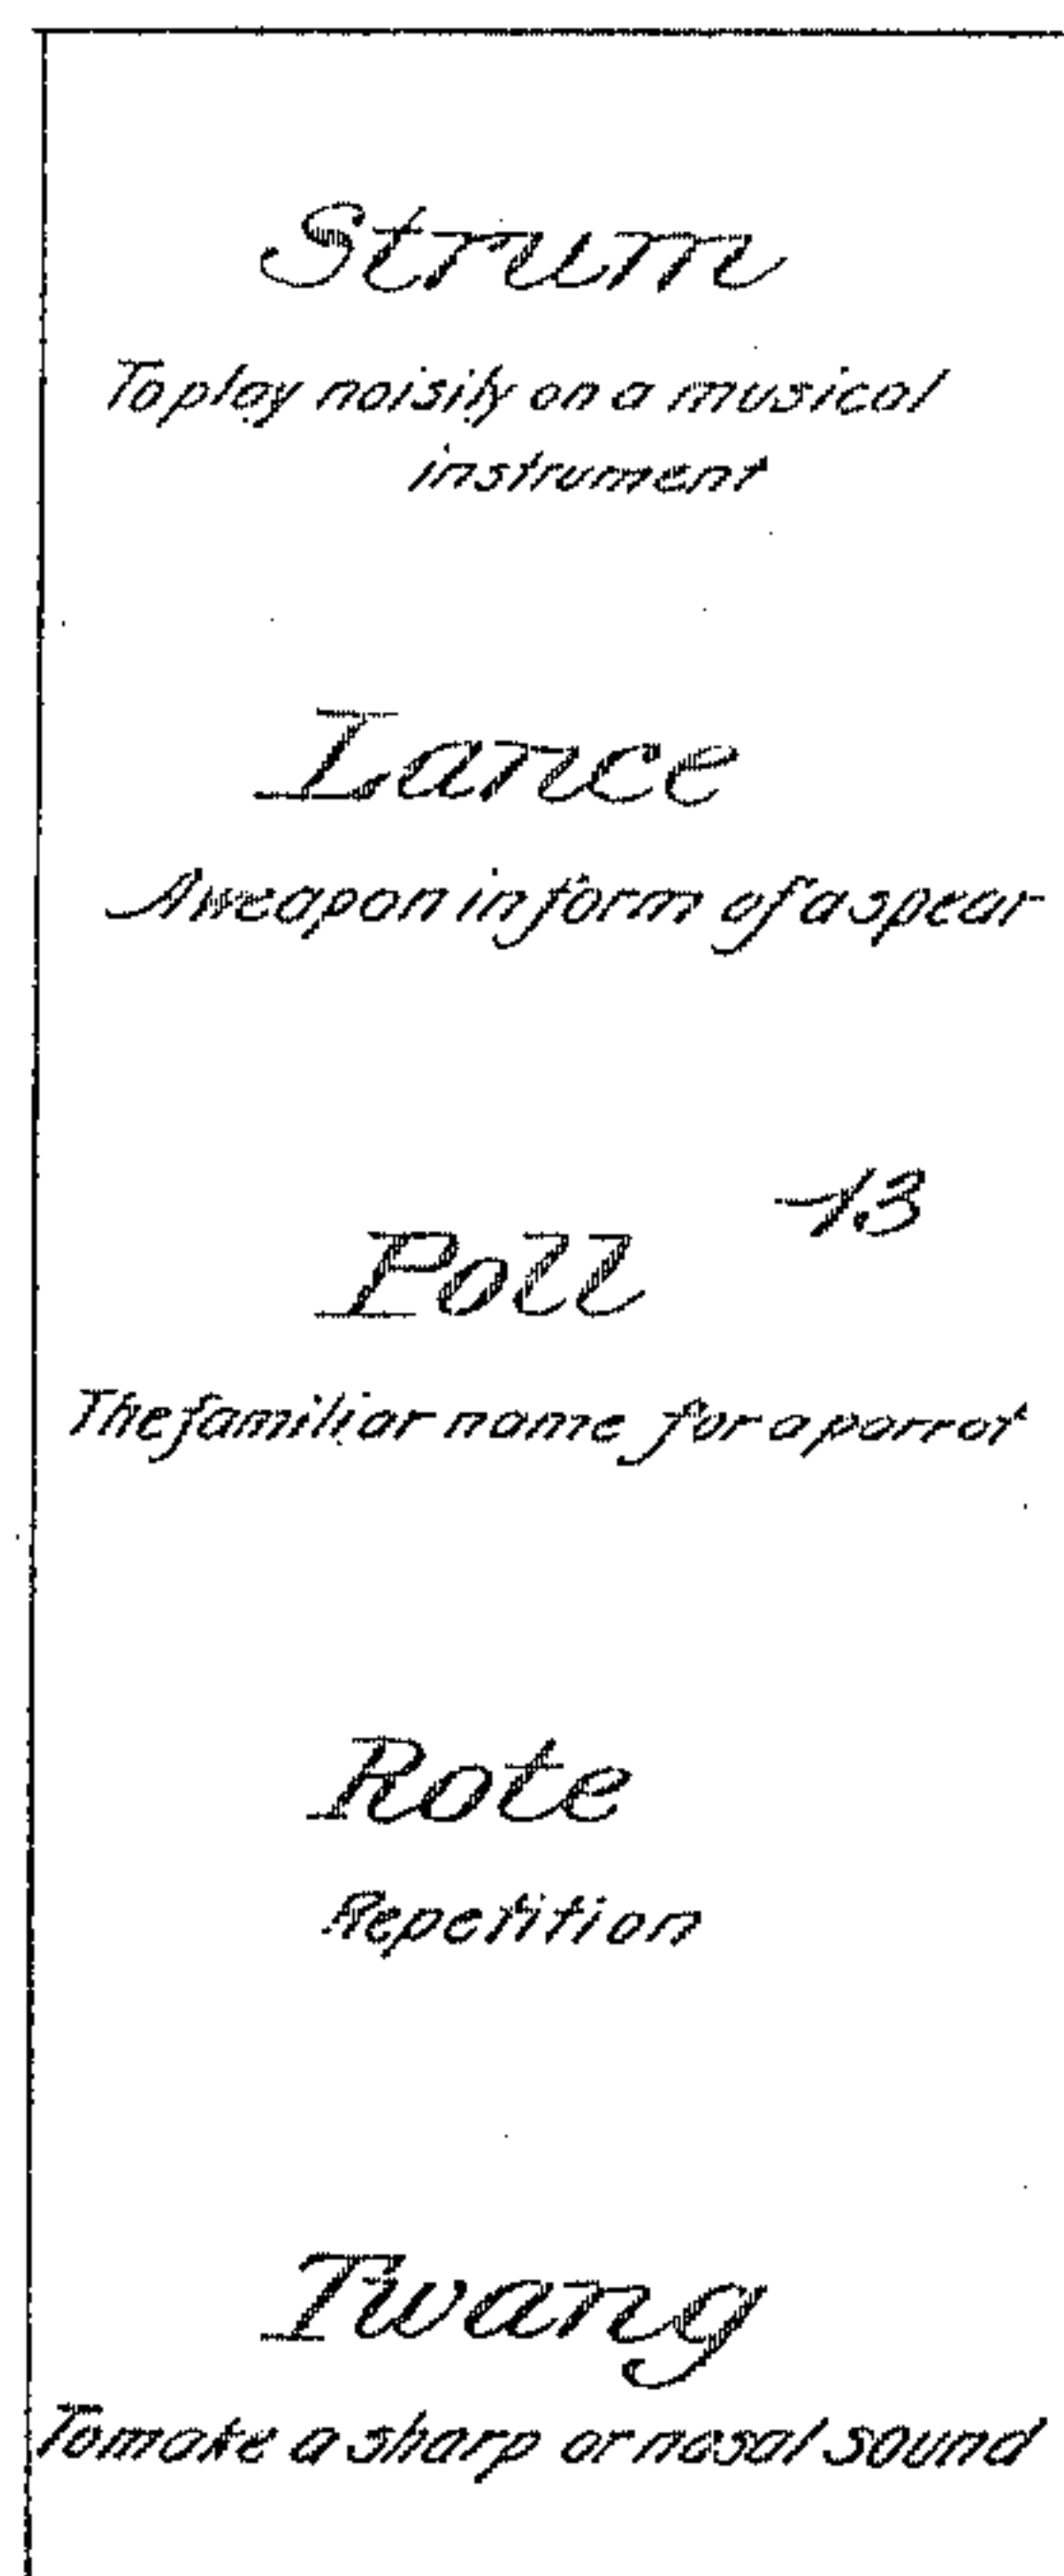 Strum
To play noisily on a musical
instrument
Lance
A weapon in form of a spear
13
Poll
The familiar name for a parrot
Rote
Repetition
Twang
To make a sharp or nasal sound